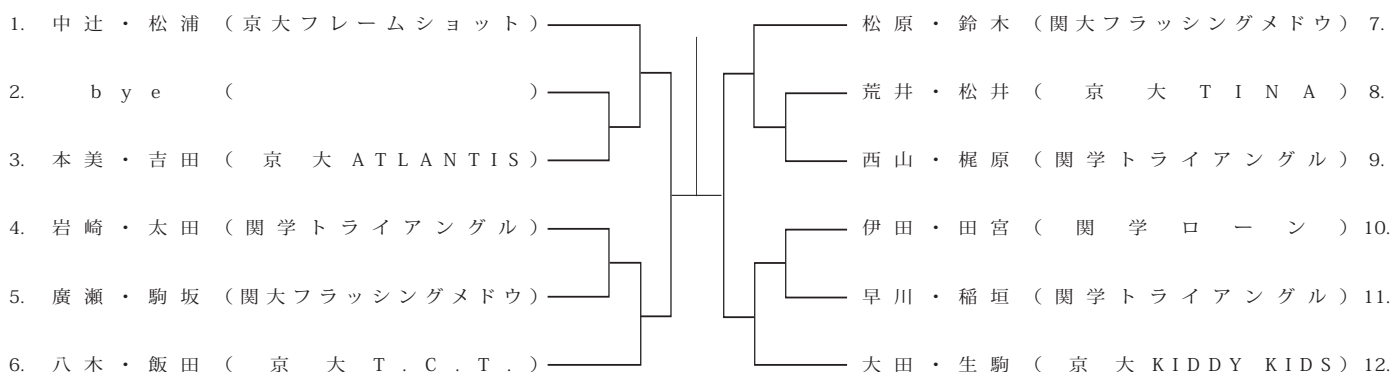 1. 中辻・松浦（京大フレームショット）
2. bye（　　　）
3. 本美・吉田（京大ATLANTIS）
4. 岩崎・太田（関学トライアングル）
5. 廣瀬・駒坂（関大フラッシングメドウ）
6. 八木・飯田（京大T.C.T.）
松原・鈴木（関大フラッシングメドウ）7.
荒井・松井（京大TINA）8.
西山・梶原（関学トライアングル）9.
伊田・田宮（関学ローン）10.
早川・稲垣（関学トライアングル）11.
大田・生駒（京大KIDDY KIDS）12.